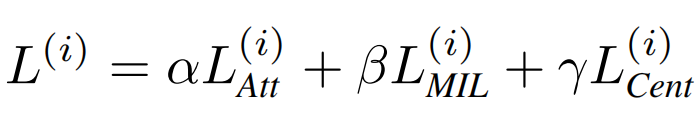 L^{(i)} = αL_{Att}^{(i)} + βL_{MIL}^{(i)} + γL_{Cent}^{(i)}